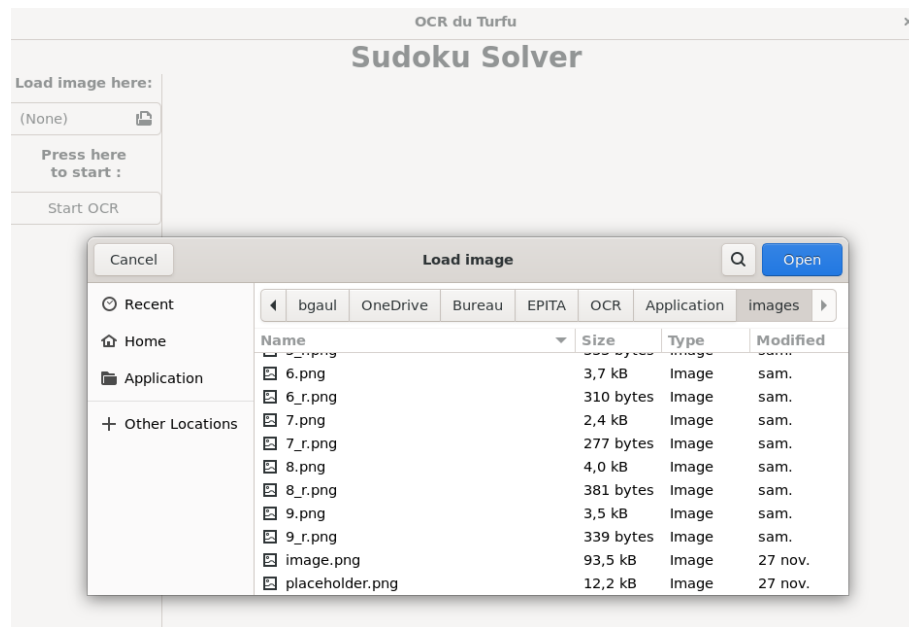 OCR du Turfu
Sudoku Solver
Load image here:
(None)
Press here
to start :
Start OCR
Cancel
Load image
Open
Recent
Home
Application
Other Locations
bgaul OneDrive Bureau EPITA OCR Application images
Name Size Type Modified
6.png 3,7 kB Image sam.
6_r.png 310 bytes Image sam.
7.png 2,4 kB Image sam.
7_r.png 277 bytes Image sam.
8.png 4,0 kB Image sam.
8_r.png 381 bytes Image sam.
9.png 3,5 kB Image sam.
9_r.png 339 bytes Image sam.
image.png 93,5 kB Image 27 nov.
placeholder.png 12,2 kB Image 27 nov.